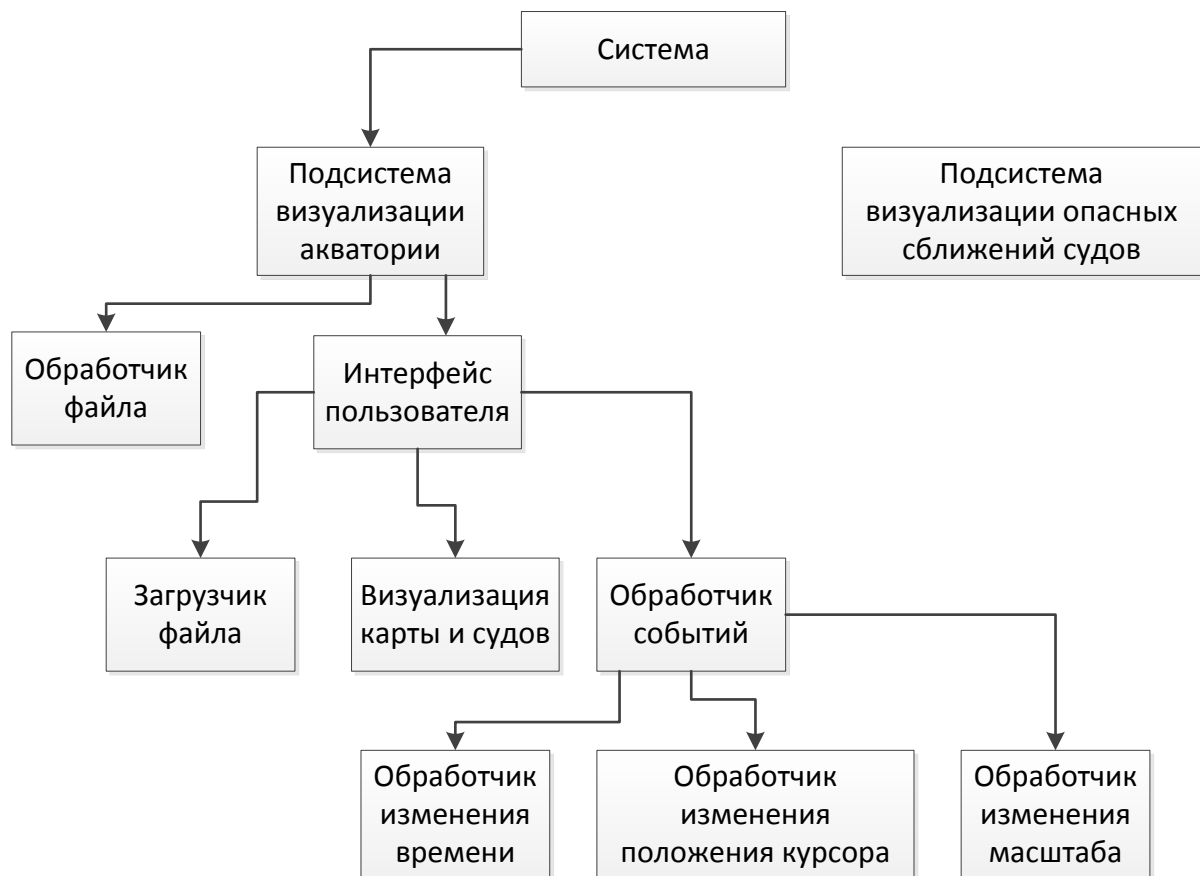 Система
Подсистема
визуализации
акватории
Подсистема
визуализации опасных
сближений судов
Обработчик
файла
Интерфейс
пользователя
Загрузчик
файла
Визуализация
карты и судов
Обработчик
событий
Обработчик
изменения
времени
Обработчик
изменения
положения курсора
Обработчик
изменения
масштаба